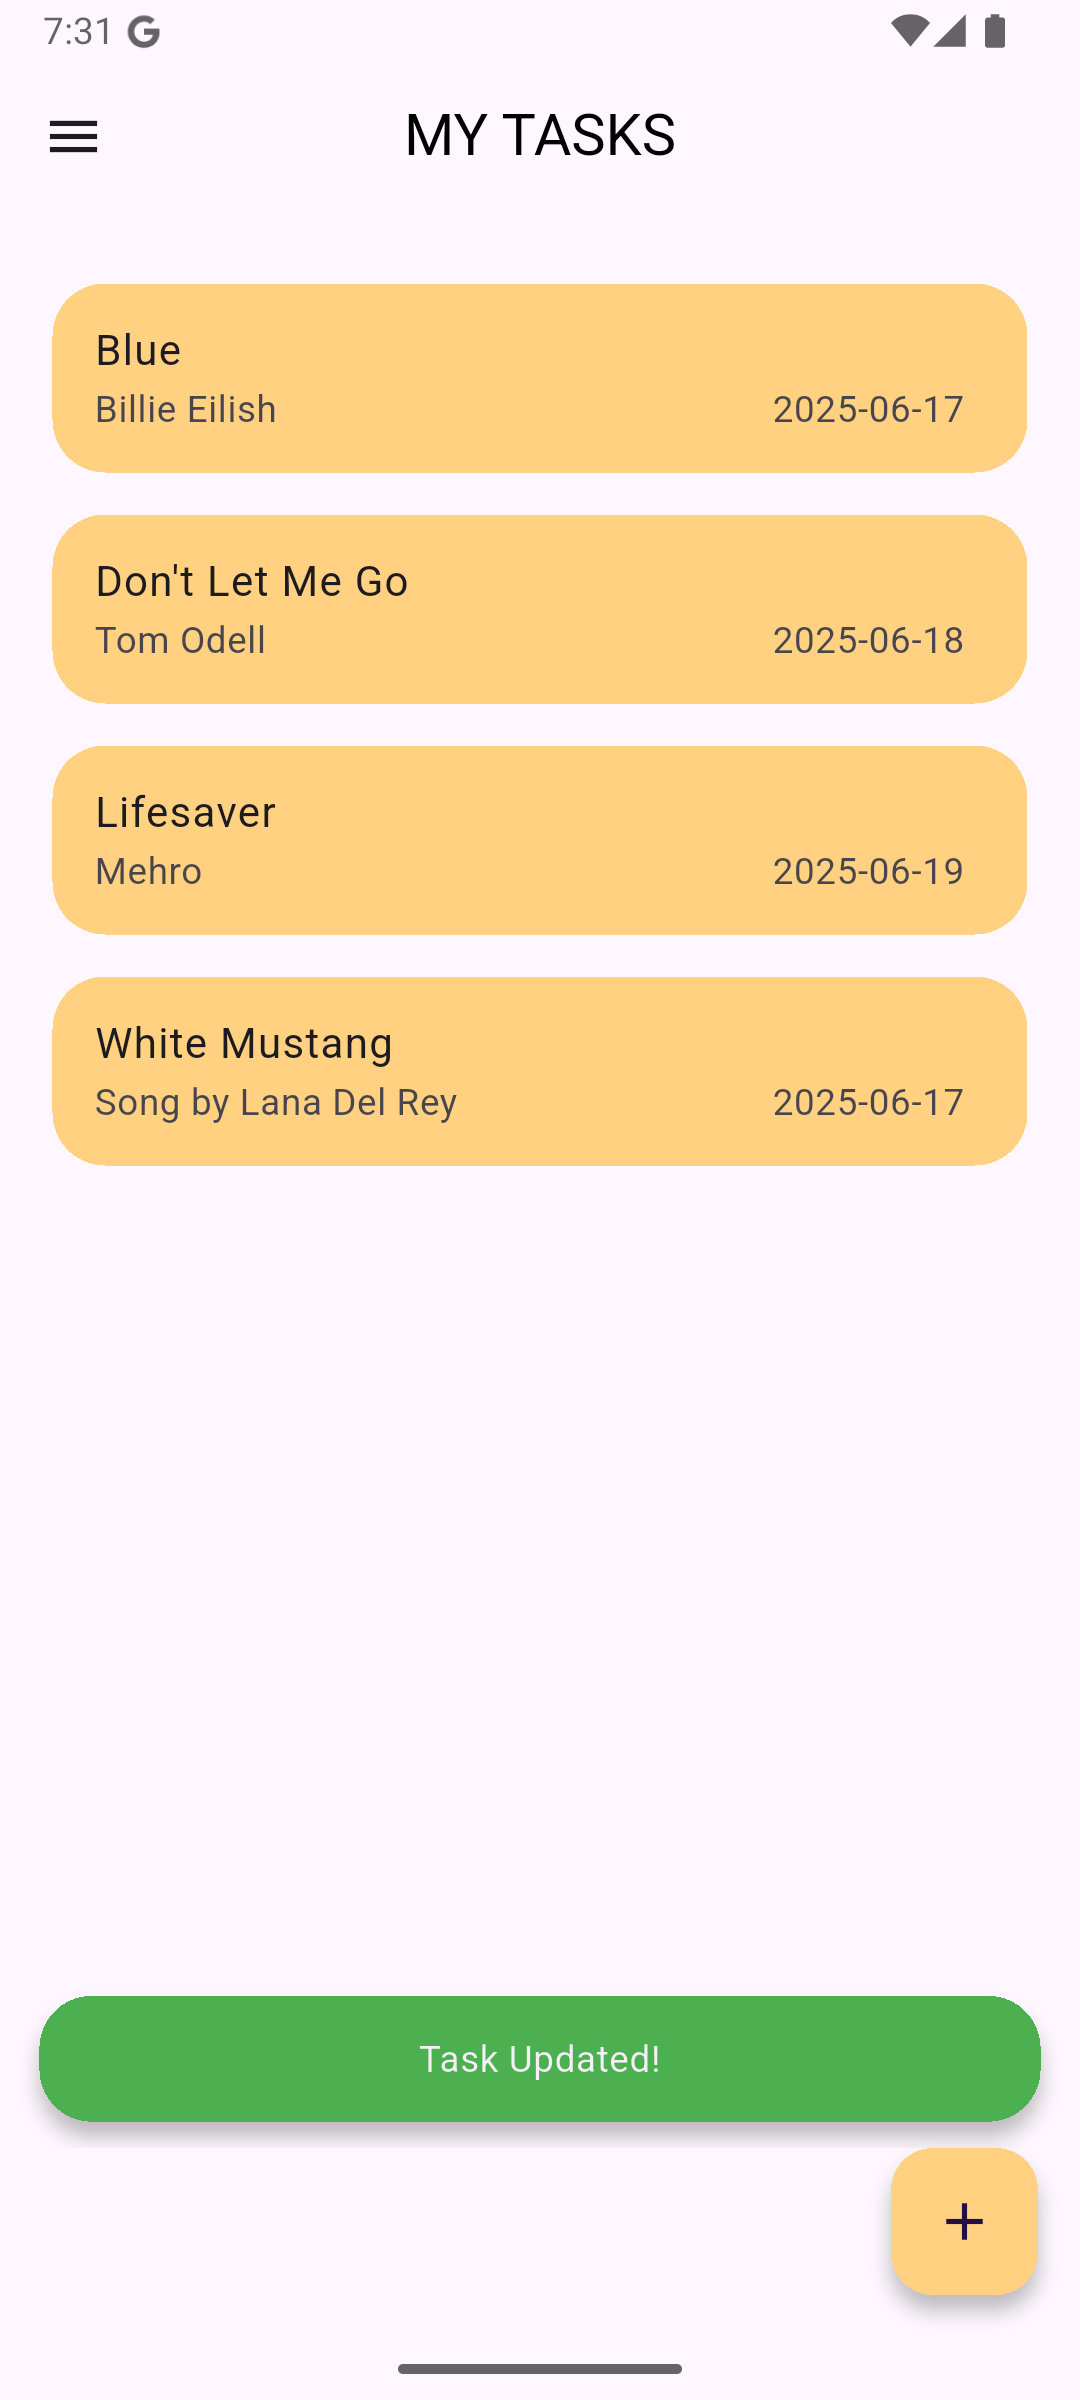 7:31
MY TASKS
Blue
Billie Eilish 2025-06-17
Don't Let Me Go
Tom Odell 2025-06-18
Lifesaver
Mehro 2025-06-19
White Mustang
Song by Lana Del Rey 2025-06-17
Task Updated!